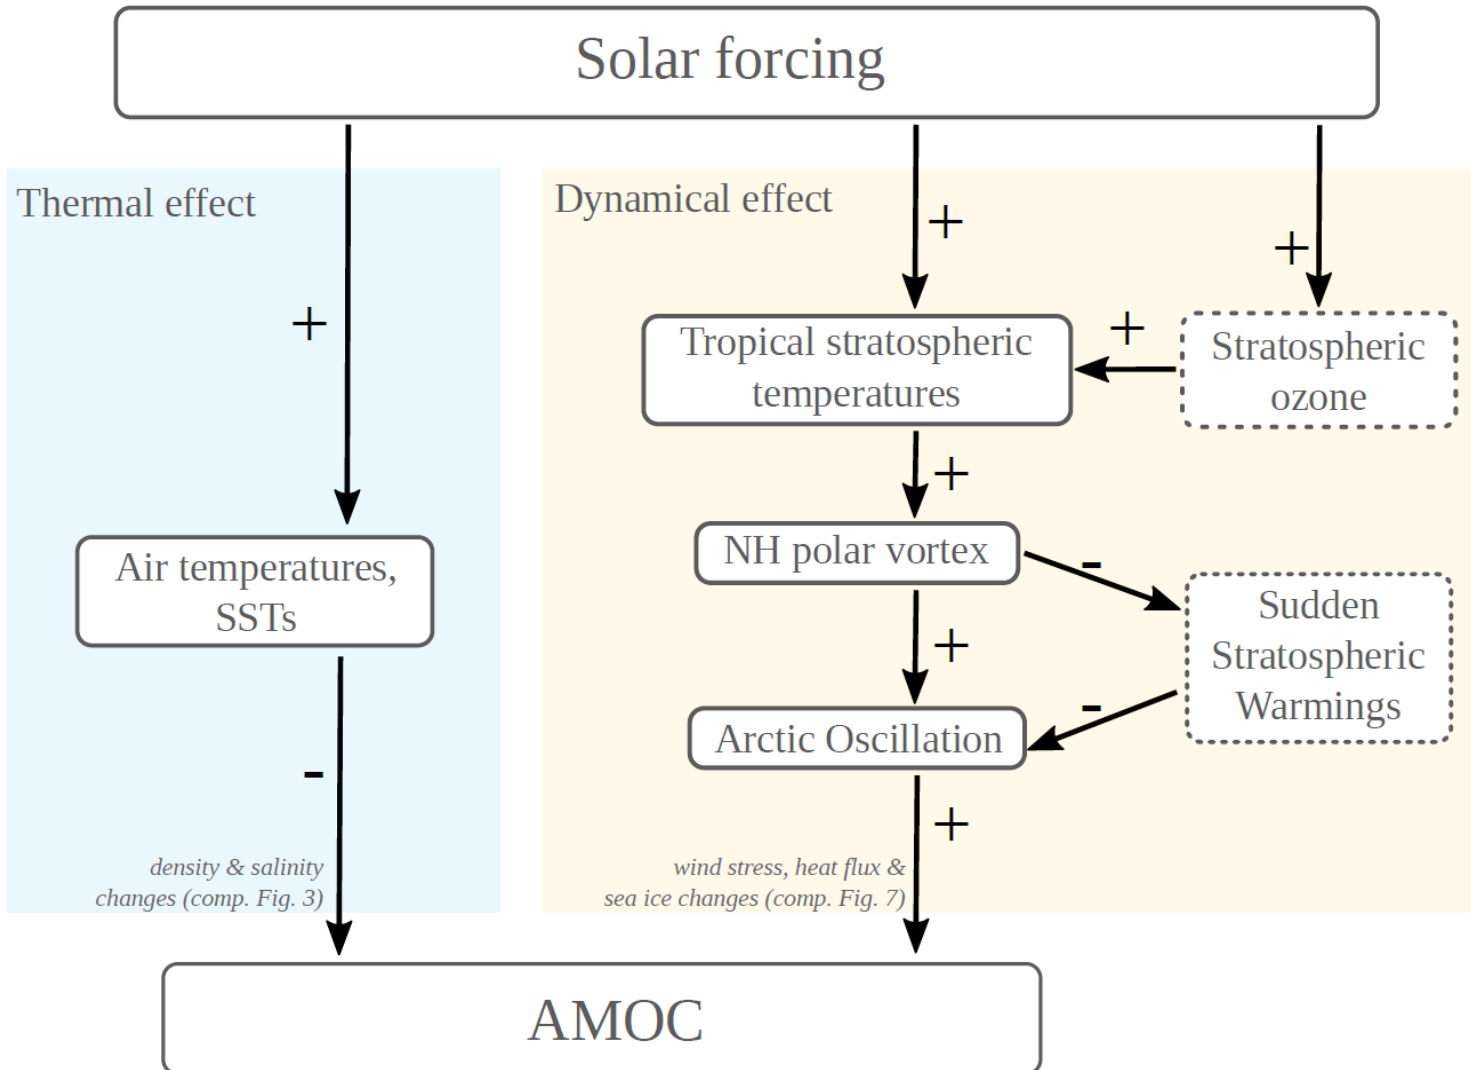 Solar forcing
Thermal effect
+
Air temperatures,
SSTs
-
density & salinity
changes (comp. Fig. 3)
Dynamical effect
+
+
Tropical stratospheric
temperatures
+
Stratospheric
ozone
+
NH polar vortex
-
+
Sudden
Stratospheric
Warmings
-
Arctic Oscillation
+
wind stress, heat flux &
sea ice changes (comp. Fig. 7)
AMOC